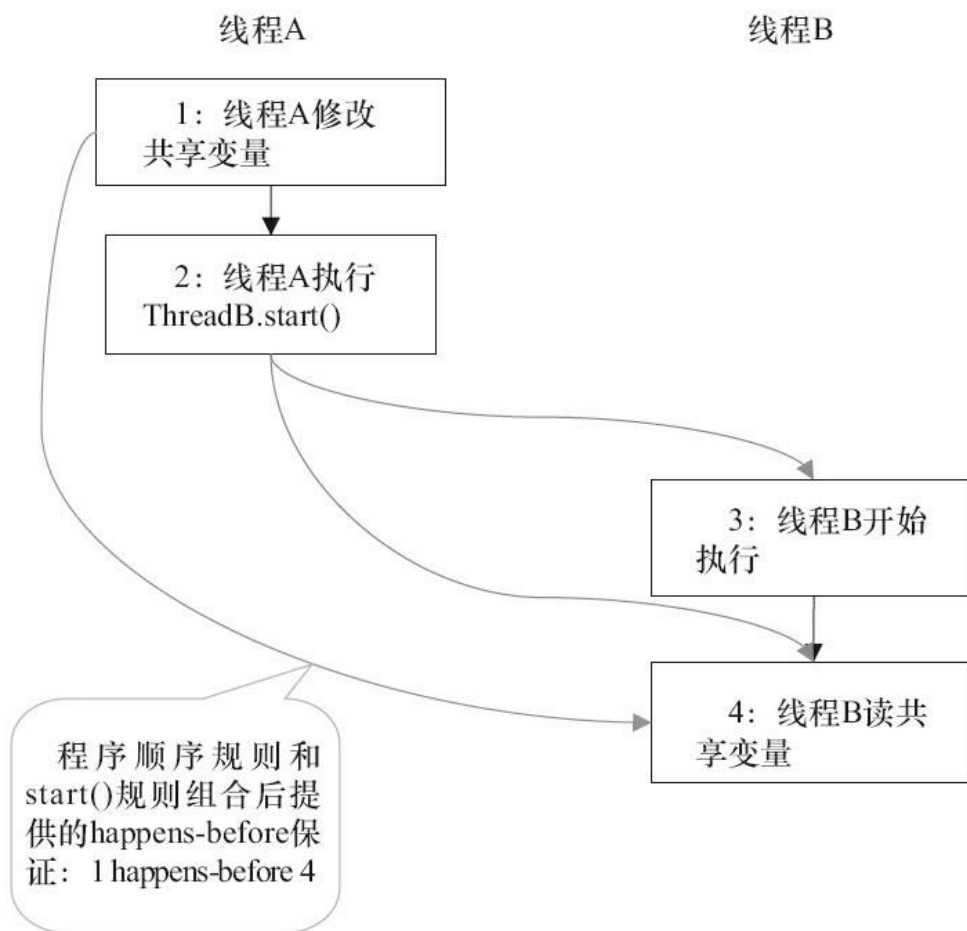 线程A
线程B
1：线程A修改
共享变量
2：线程A执行
ThreadB.start()
3：线程B开始
执行
4：线程B读共
享变量
程序顺序规则和
start()规则组合后提
供的happens-before保
证：1 happens-before 4